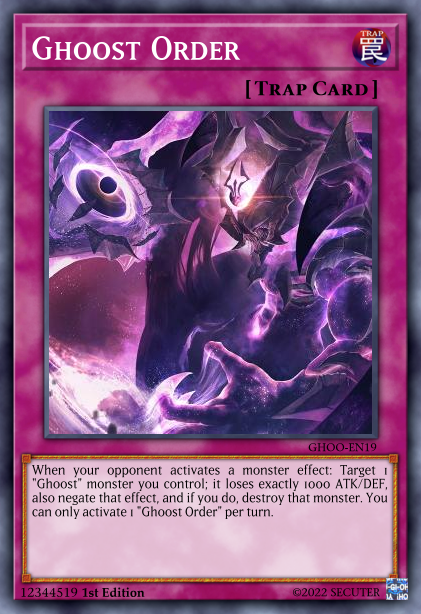 Ghoost Order
TRAP
罠
[Trap Card]
GHOO-EN19
When your opponent activates a monster effect: Target 1
"Ghoost" monster you control; it loses exactly 1000 ATK/DEF,
also negate that effect, and if you do, destroy that monster. You
can only activate 1 "Ghoost Order" per turn.
12344519 1st Edition
©2022 SECUTER